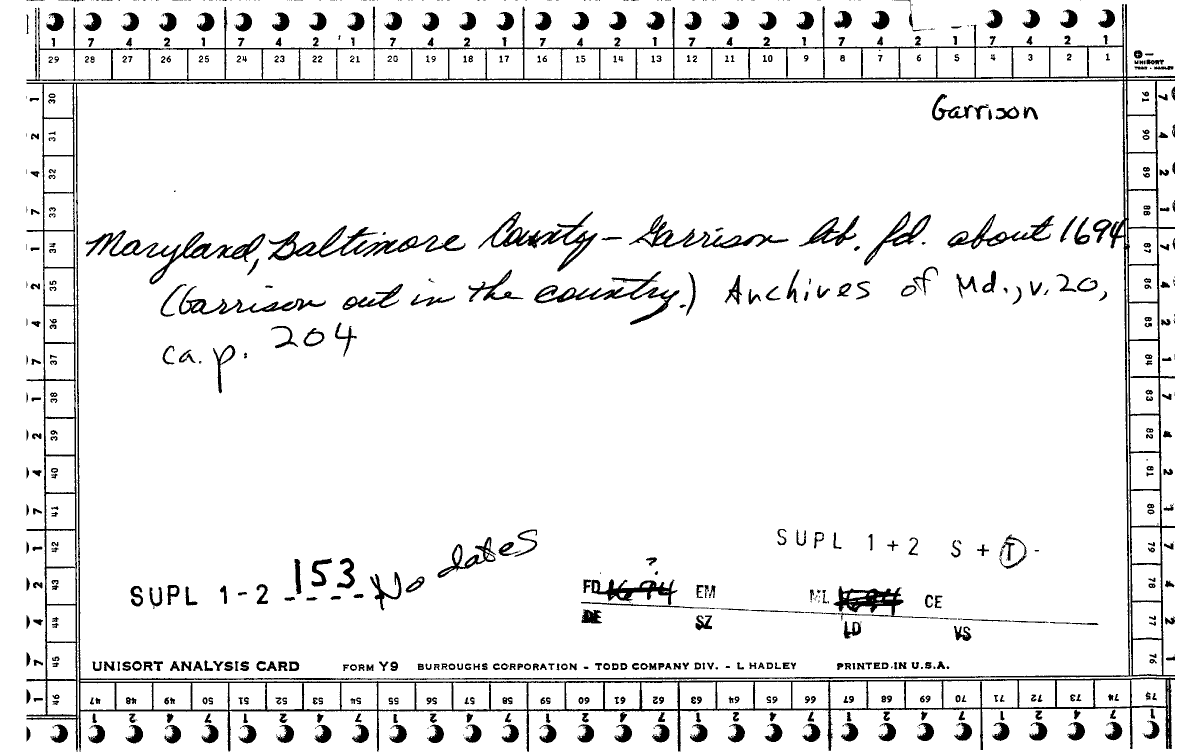 1 7 4 2 1 7 4 2 1 7 4 2 1 7 4 2 1 7 4 2 1 7 4 2 1 7 4 2 1
29 28 27 26 25 24 23 22 21 20 19 18 17 16 15 14 13 12 11 10 9 8 7 6 5 4 3 2 1
UNISORT
TODD - HADLEY
Garrison
Maryland, Baltimore County - Garrison lib. fd. about 1694.
(Garrison out in the country.) Archives of Md., v. 20,
ca. p. 204
SUPL 1+2 S + T -
SUPL 1-2 153 No dates
?
FD 1694 EM ML 1694 CE
DE SZ LD VS
UNISORT ANALYSIS CARD FORM Y9 BURROUGHS CORPORATION - TODD COMPANY DIV. - L HADLEY PRINTED IN U.S.A.
30 31 32 33 34 35 36 37 38 39 40 41 42 43 44 45 46
47 48 49 50 51 52 53 54 55 56 57 58 59 60 61 62 63 64 65 66 67 68 69 70 71 72 73 74 75
91 90 89 88 87 86 85 84 83 82 81 80 79 78 77 76